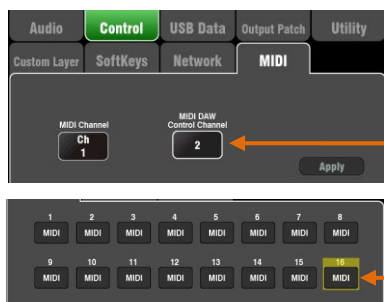 Audio Control USB Data Output Patch Utility
Custom Layer SoftKeys Network MIDI
MIDI Channel
Ch
1
MIDI DAW
Control Channel
2
Apply
1 2 3 4 5 6 7 8
MIDI MIDI MIDI MIDI MIDI MIDI MIDI MIDI
9 10 11 12 13 14 15 16
MIDI MIDI MIDI MIDI MIDI MIDI MIDI MIDI